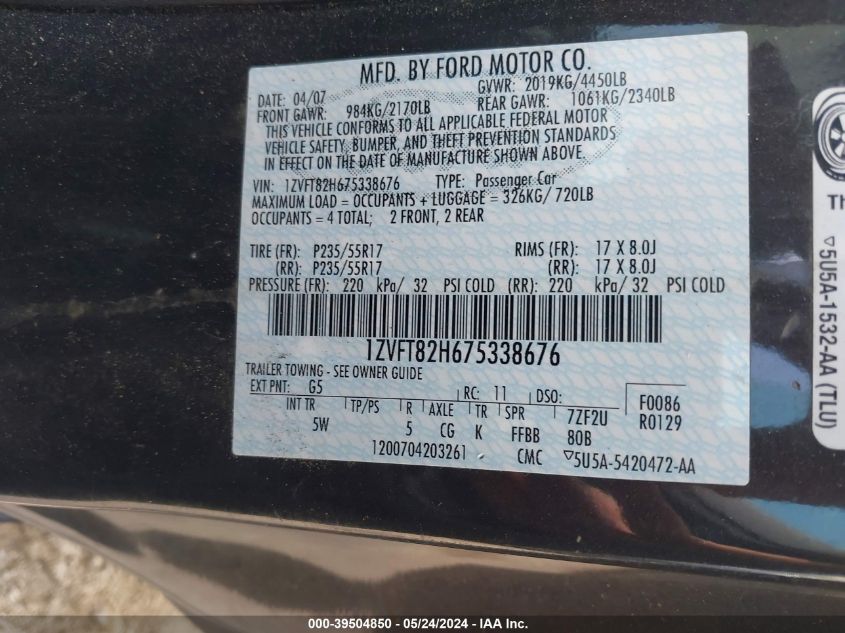 MFD. BY FORD MOTOR CO.
DATE: 04/07 GVWR: 2019KG/4450LB
FRONT GAWR: 984KG/2170LB REAR GAWR: 1061KG/2340LB
THIS VEHICLE CONFORMS TO ALL APPLICABLE FEDERAL MOTOR
VEHICLE SAFETY, BUMPER, AND THEFT PREVENTION STANDARDS
IN EFFECT ON THE DATE OF MANUFACTURE SHOWN ABOVE.
VIN: 1ZVFT82H675338676 TYPE: Passenger Car
MAXIMUM LOAD = OCCUPANTS + LUGGAGE = 326KG/ 720LB
OCCUPANTS = 4 TOTAL; 2 FRONT, 2 REAR
TIRE (FR): P235/55R17 RIMS (FR): 17 X 8.0J
(RR): P235/55R17 (RR): 17 X 8.0J
PRESSURE (FR): 220 kPa/ 32 PSI COLD (RR): 220 kPa/ 32 PSI COLD
1ZVFT82H675338676
TRAILER TOWING - SEE OWNER GUIDE
EXT PNT: G5 RC: 11 DSO: F0086
INT TR TP/PS R AXLE TR SPR 7ZF2U R0129
5W 5 CG K FFBB 80B
1200704203261 CMC ▽5U5A-5420472-AA
Th
▽5U5A-1532-AA (TLU)
000-39504850 - 05/24/2024 - IAA Inc.